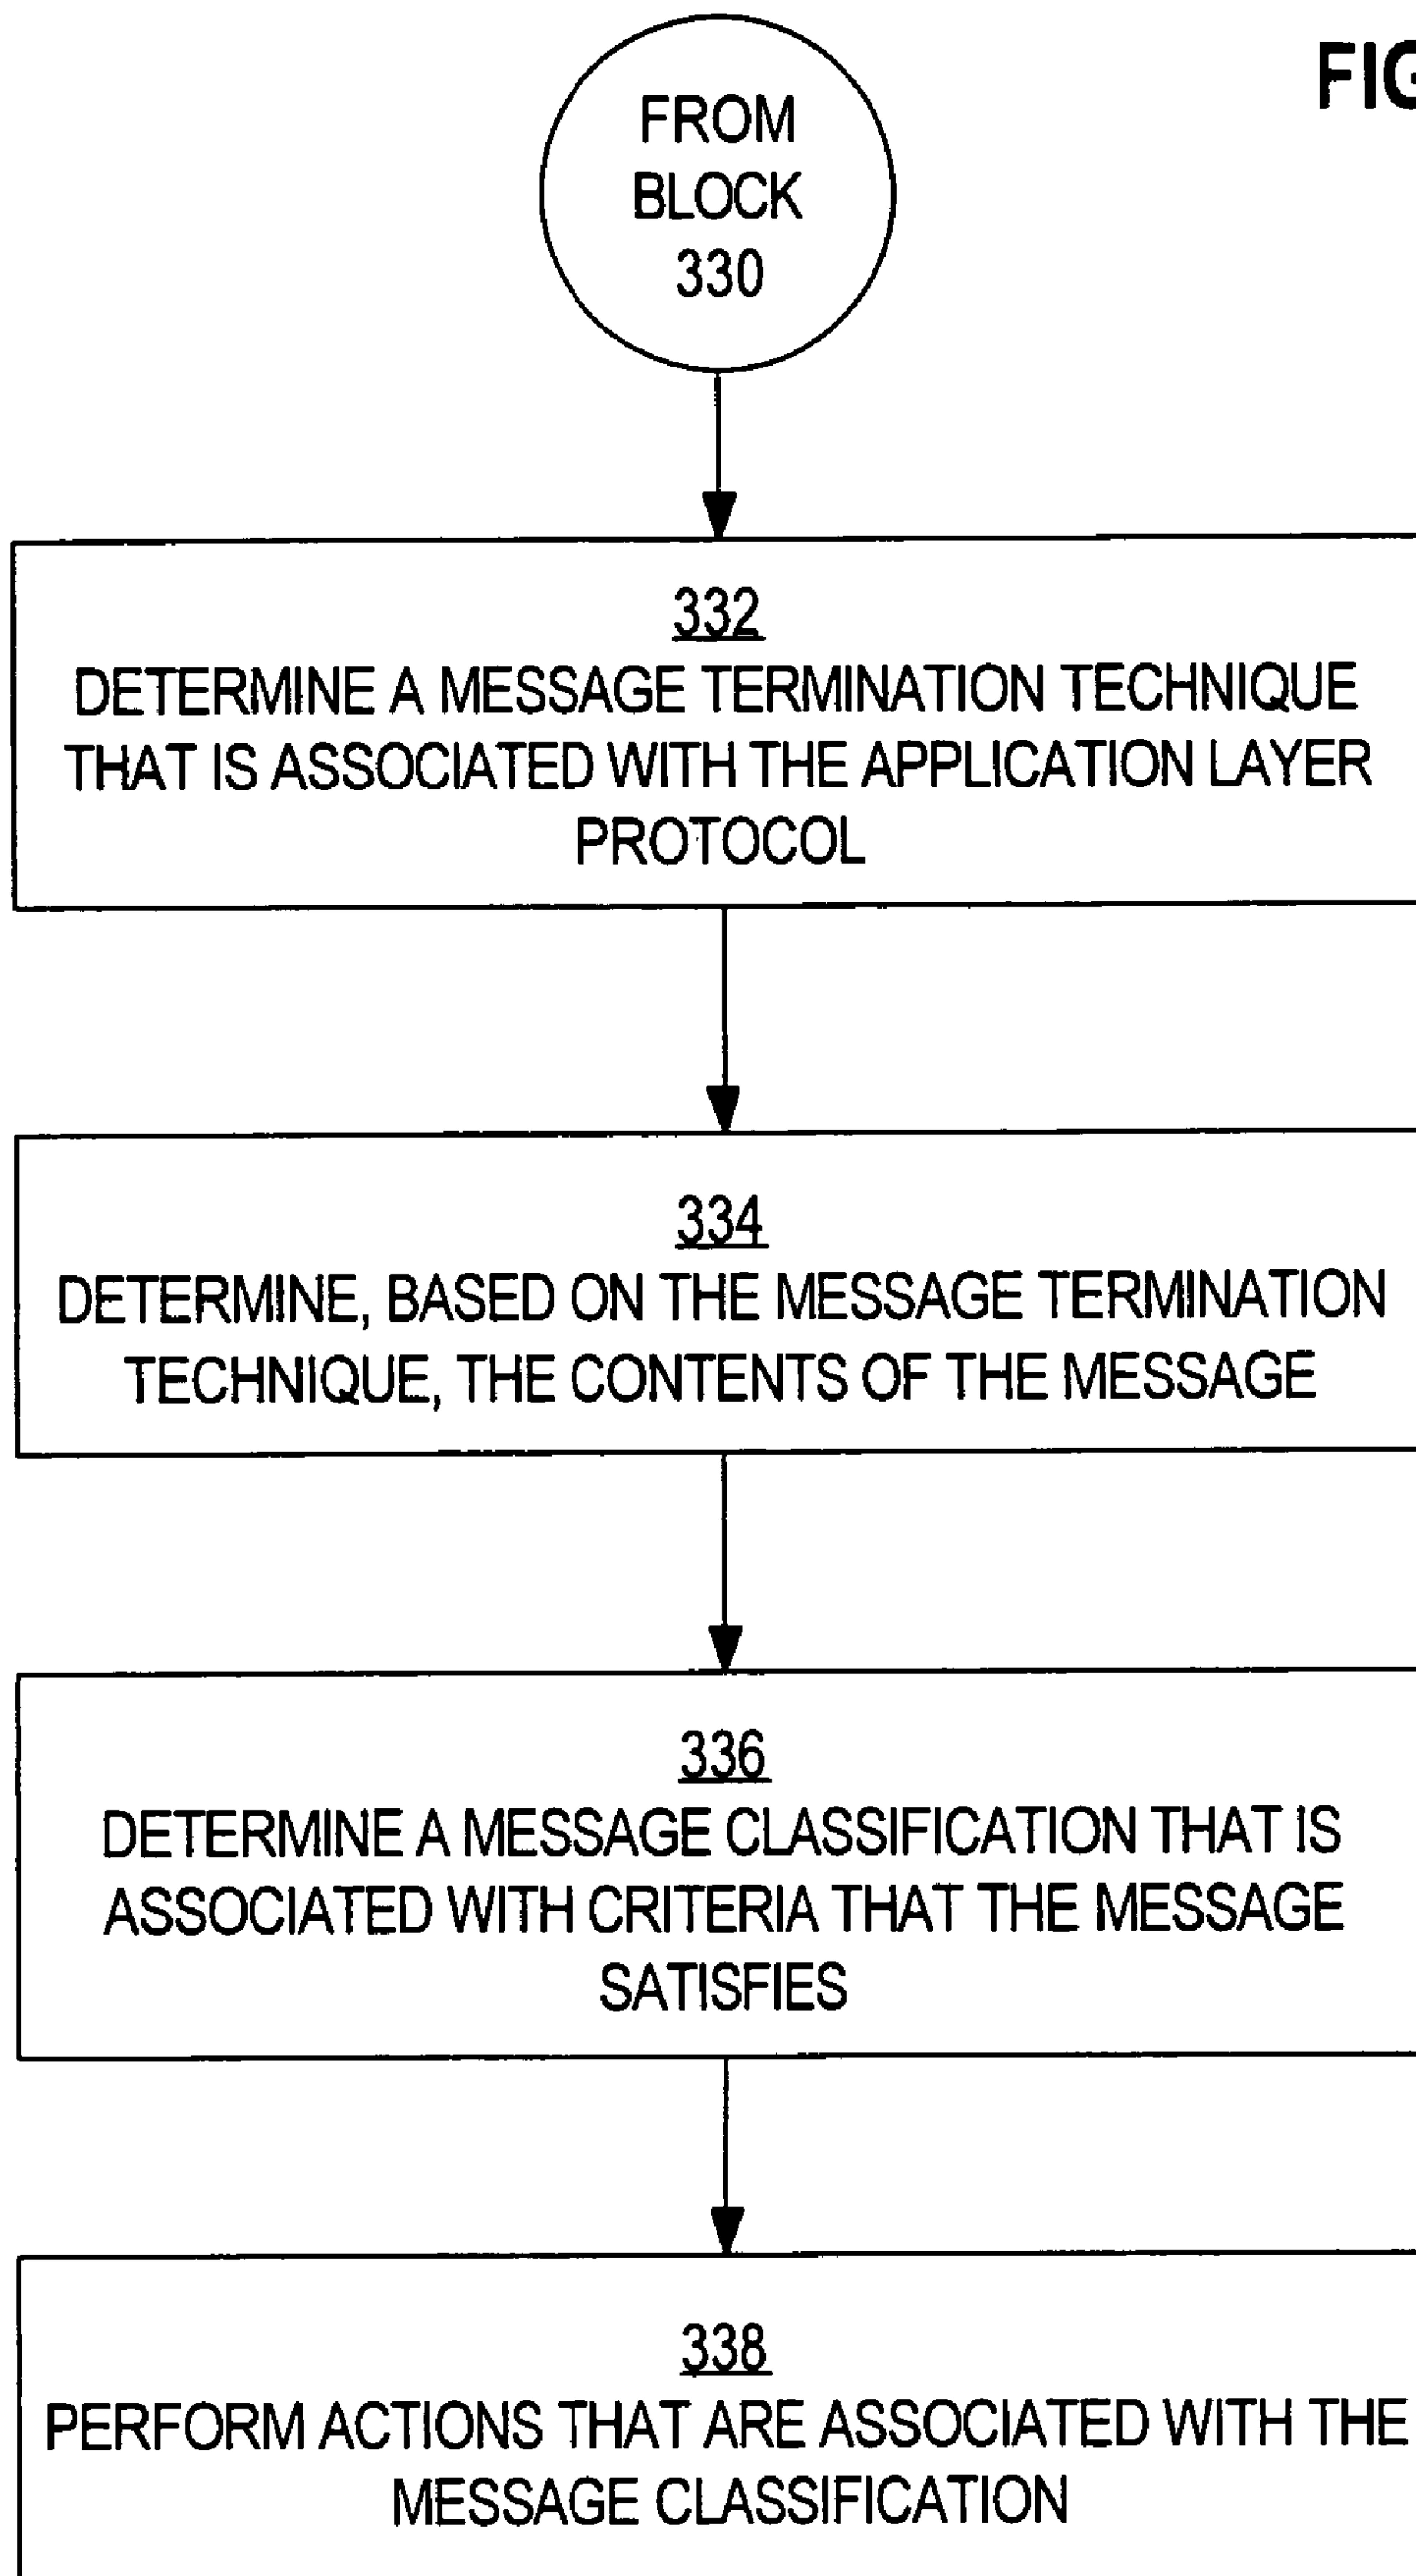 FIG
FROM
BLOCK
330
332
DETERMINE A MESSAGE TERMINATION TECHNIQUE
THAT IS ASSOCIATED WITH THE APPLICATION LAYER
PROTOCOL
334
DETERMINE, BASED ON THE MESSAGE TERMINATION
TECHNIQUE, THE CONTENTS OF THE MESSAGE
336
DETERMINE A MESSAGE CLASSIFICATION THAT IS
ASSOCIATED WITH CRITERIA THAT THE MESSAGE
SATISFIES
338
PERFORM ACTIONS THAT ARE ASSOCIATED WITH THE
MESSAGE CLASSIFICATION